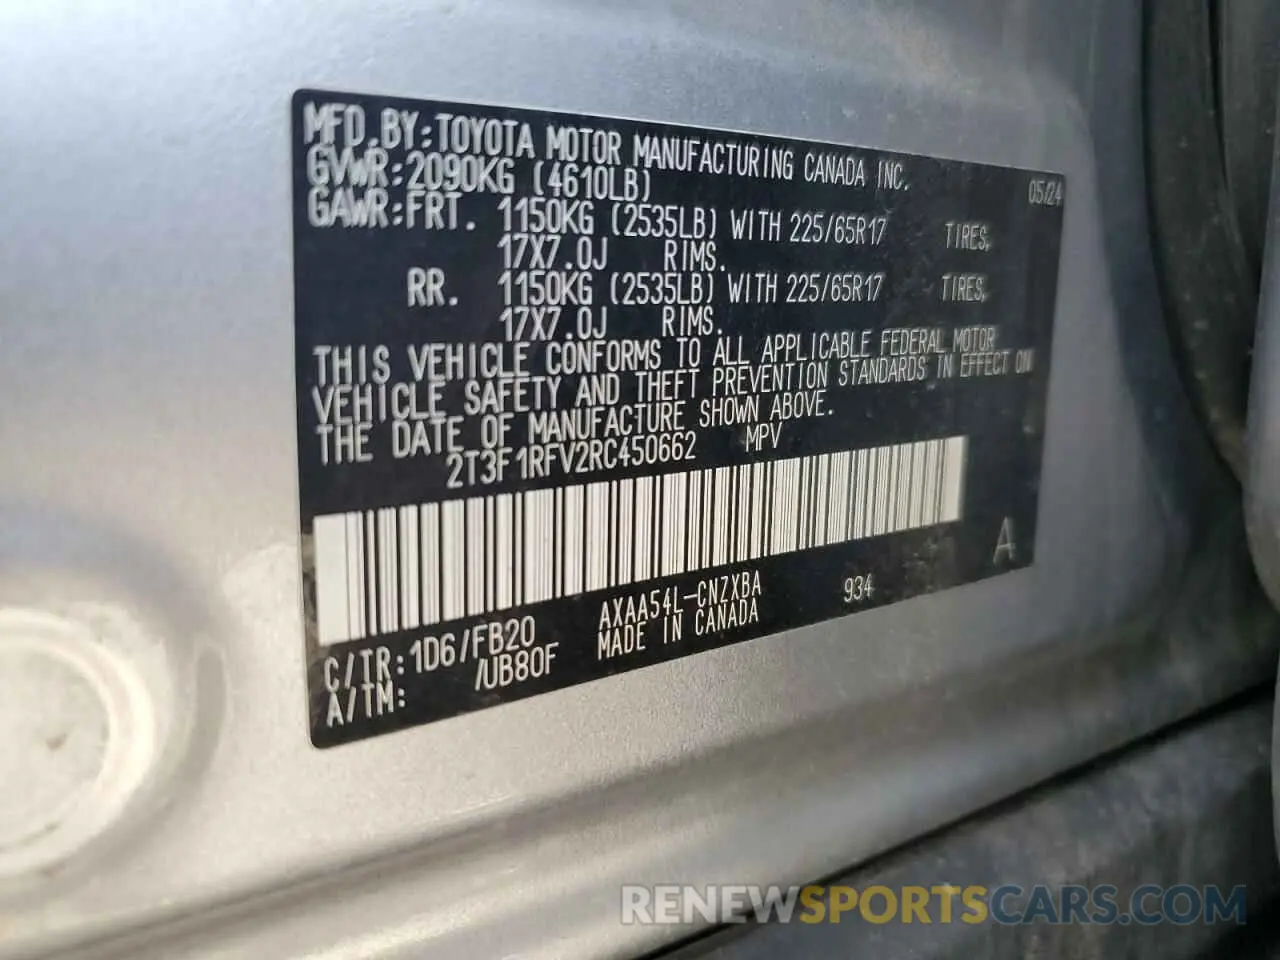 MFD.BY:TOYOTA MOTOR MANUFACTURING CANADA INC. 05/24
GVWR:2090KG (4610LB)
GAWR:FRT. 1150KG (2535LB) WITH 225/65R17 TIRES,
17X7.0J RIMS.
RR. 1150KG (2535LB) WITH 225/65R17 TIRES,
17X7.0J RIMS.
THIS VEHICLE CONFORMS TO ALL APPLICABLE FEDERAL MOTOR
VEHICLE SAFETY AND THEFT PREVENTION STANDARDS IN EFFECT ON
THE DATE OF MANUFACTURE SHOWN ABOVE.
2T3F1RFV2RC450662 MPV
A
C/TR:1D6/FB20 AXAA54L-CNZXBA 934
A/TM: /UB80F MADE IN CANADA
RENEWSPORTSCARS.COM